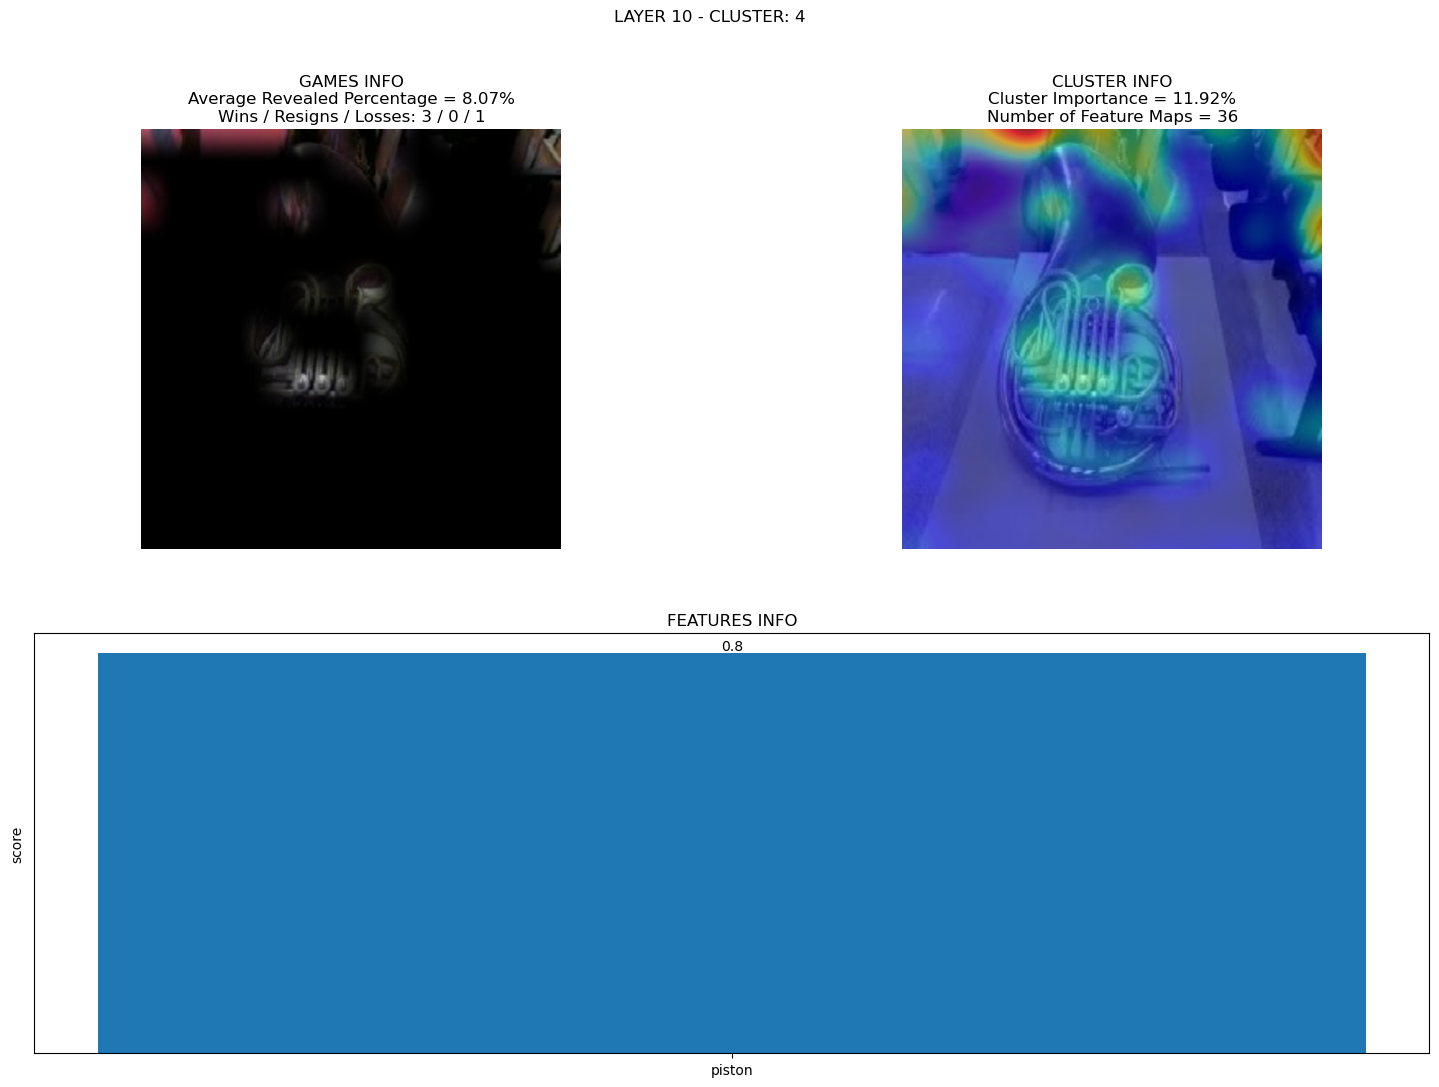 LAYER 10 - CLUSTER: 4
GAMES INFO
Average Revealed Percentage = 8.07%
Wins / Resigns / Losses: 3 / 0 / 1
CLUSTER INFO
Cluster Importance = 11.92%
Number of Feature Maps = 36
FEATURES INFO
0.8
score
piston